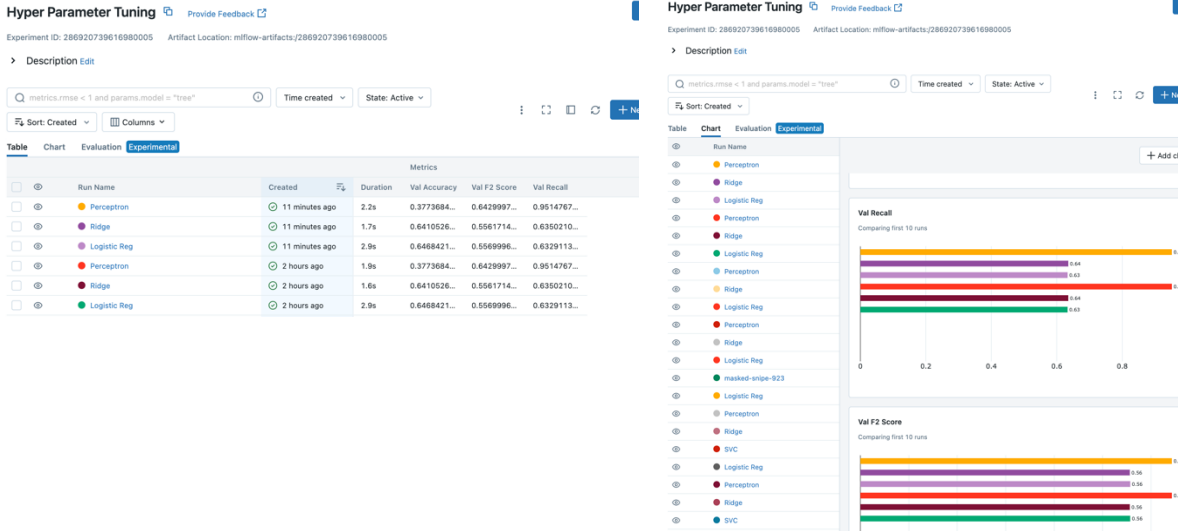 Hyper Parameter Tuning
Provide Feedback
Experiment ID: 286920739616980005 Artifact Location: mlflow-artifacts:/286920739616980005
Description Edit
metrics.rmse < 1 and params.model = "tree"
Time created
State: Active
Sort: Created
Columns
+ Ne
Table Chart Evaluation Experimental
Metrics
Run Name Created Duration Val Accuracy Val F2 Score Val Recall
Perceptron 11 minutes ago 2.2s 0.3773684... 0.6429997... 0.9514767...
Ridge 11 minutes ago 1.7s 0.6410526... 0.5561714... 0.6350210...
Logistic Reg 11 minutes ago 2.9s 0.6468421... 0.5569996... 0.6329113...
Perceptron 2 hours ago 1.9s 0.3773684... 0.6429997... 0.9514767...
Ridge 2 hours ago 1.6s 0.6410526... 0.5561714... 0.6350210...
Logistic Reg 2 hours ago 2.9s 0.6468421... 0.5569996... 0.6329113...
Hyper Parameter Tuning
Provide Feedback
Experiment ID: 286920739616980005 Artifact Location: mlflow-artifacts:/286920739616980005
Description Edit
metrics.rmse < 1 and params.model = "tree"
Time created
State: Active
+ Ne
Sort: Created
Table Chart Evaluation Experimental
Run Name
Perceptron
Ridge
Logistic Reg
Perceptron
Ridge
Logistic Reg
Perceptron
Ridge
Logistic Reg
Perceptron
Ridge
Logistic Reg
masked-snipe-923
Logistic Reg
Perceptron
Ridge
SVC
Logistic Reg
Perceptron
Ridge
SVC
+ Add c
Val Recall
Comparing first 10 runs
0.64
0.63
0.64
0.63
0 0.2 0.4 0.6 0.8
Val F2 Score
Comparing first 10 runs
0.56
0.56
0.56
0.56